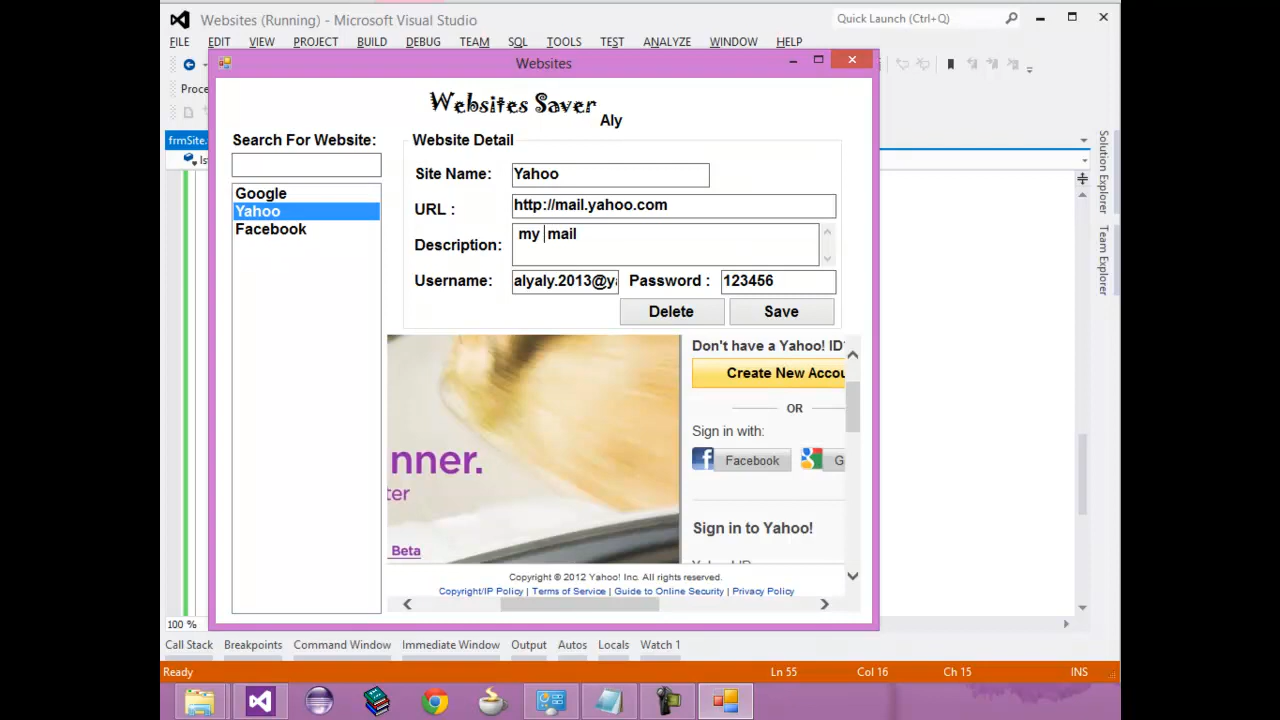 Websites (Running) - Microsoft Visual Studio
Quick Launch (Ctrl+Q)
FILE EDIT VIEW PROJECT BUILD DEBUG TEAM SQL TOOLS TEST ANALYZE WINDOW HELP
Websites
Proce
Websites Saver
Aly
frmSite.
Search For Website:
Website Detail
Site Name: Yahoo
URL : http://mail.yahoo.com
Description: my mail
Username: alyaly.2013@y
Password : 123456
Delete
Save
Google
Yahoo
Facebook
Don't have a Yahoo! ID
Create New Accou
OR
Sign in with:
Facebook
G
nner.
ter
Beta
Sign in to Yahoo!
Copyright © 2012 Yahoo! Inc. All rights reserved.
Copyright/IP Policy | Terms of Service | Guide to Online Security | Privacy Policy
Solution Explorer
Team Explorer
100 %
Call Stack Breakpoints Command Window Immediate Window Output Autos Locals Watch 1
Ready
Ln 55
Col 16
Ch 15
INS